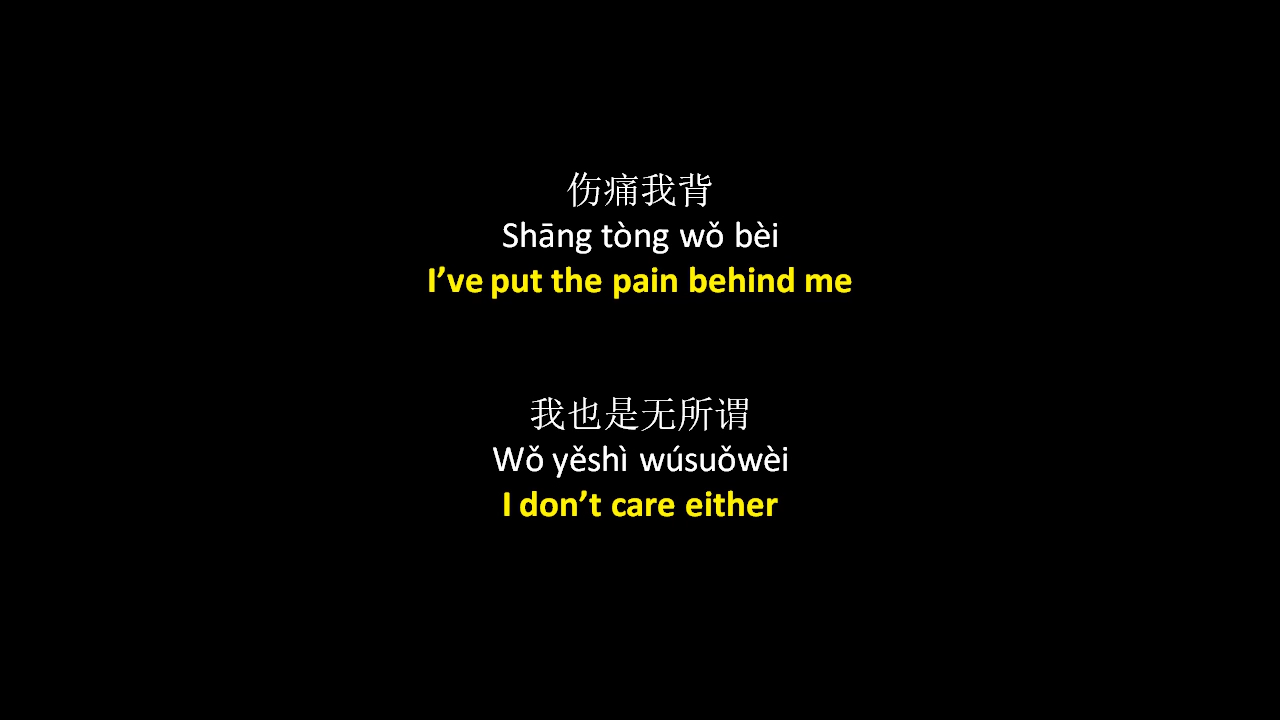 伤痛我背
Shāng tòng wǒ bèi
I’ve put the pain behind me
我也是无所谓
Wǒ yěshì wúsuǒwèi
I don’t care either